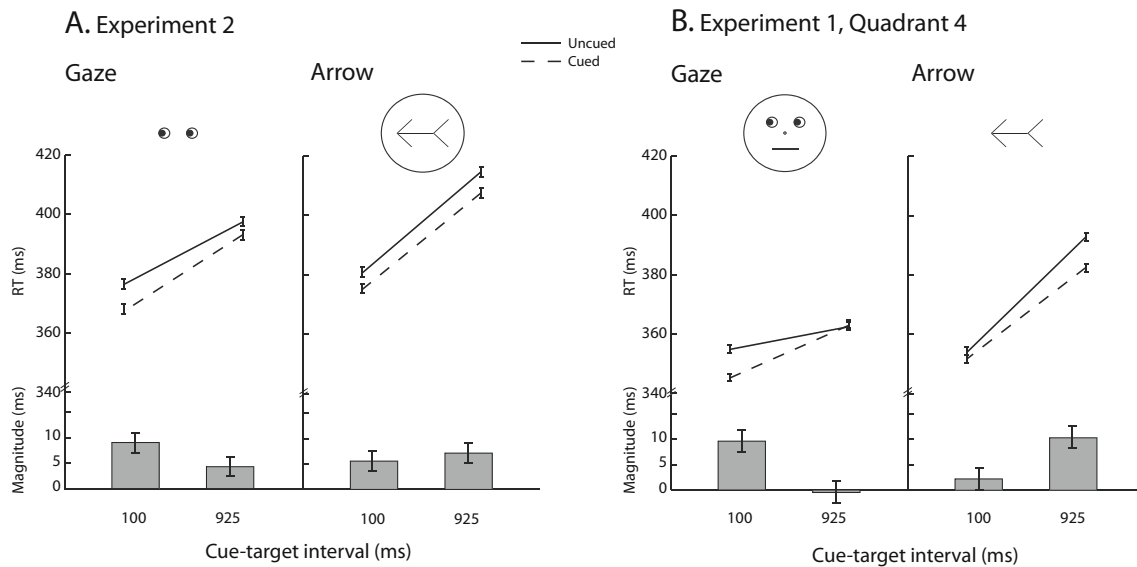 A. Experiment 2
Uncued
Cued
B. Experiment 1, Quadrant 4
Gaze
Arrow
Gaze
Arrow
420
400
380
360
340
RT (ms)
10
5
0
Magnitude (ms)
100
925
100
925
Cue-target interval (ms)
420
400
380
360
340
RT (ms)
10
5
0
Magnitude (ms)
100
925
100
925
Cue-target interval (ms)